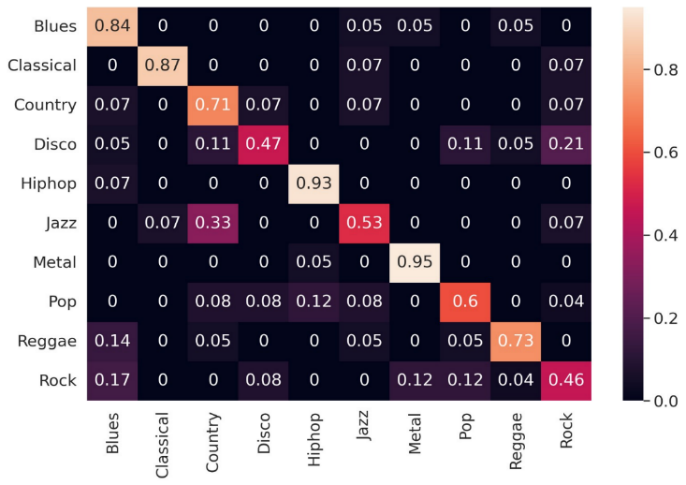 Blues 0.84 0 0 0 0 0.05 0.05 0 0.05 0
Classical 0 0.87 0 0 0 0.07 0 0 0 0.07
Country 0.07 0 0.71 0.07 0 0.07 0 0 0 0.07
Disco 0.05 0 0.11 0.47 0 0 0 0.11 0.05 0.21
Hiphop 0.07 0 0 0 0.93 0 0 0 0 0
Jazz 0 0.07 0.33 0 0 0.53 0 0 0 0.07
Metal 0 0 0 0 0.05 0 0.95 0 0 0
Pop 0 0 0.08 0.08 0.12 0.08 0 0.6 0 0.04
Reggae 0.14 0 0.05 0 0 0.05 0 0.05 0.73 0
Rock 0.17 0 0 0.08 0 0 0.12 0.12 0.04 0.46
Blues Classical Country Disco Hiphop Jazz Metal Pop Reggae Rock
0.8
0.6
0.4
0.2
0.0